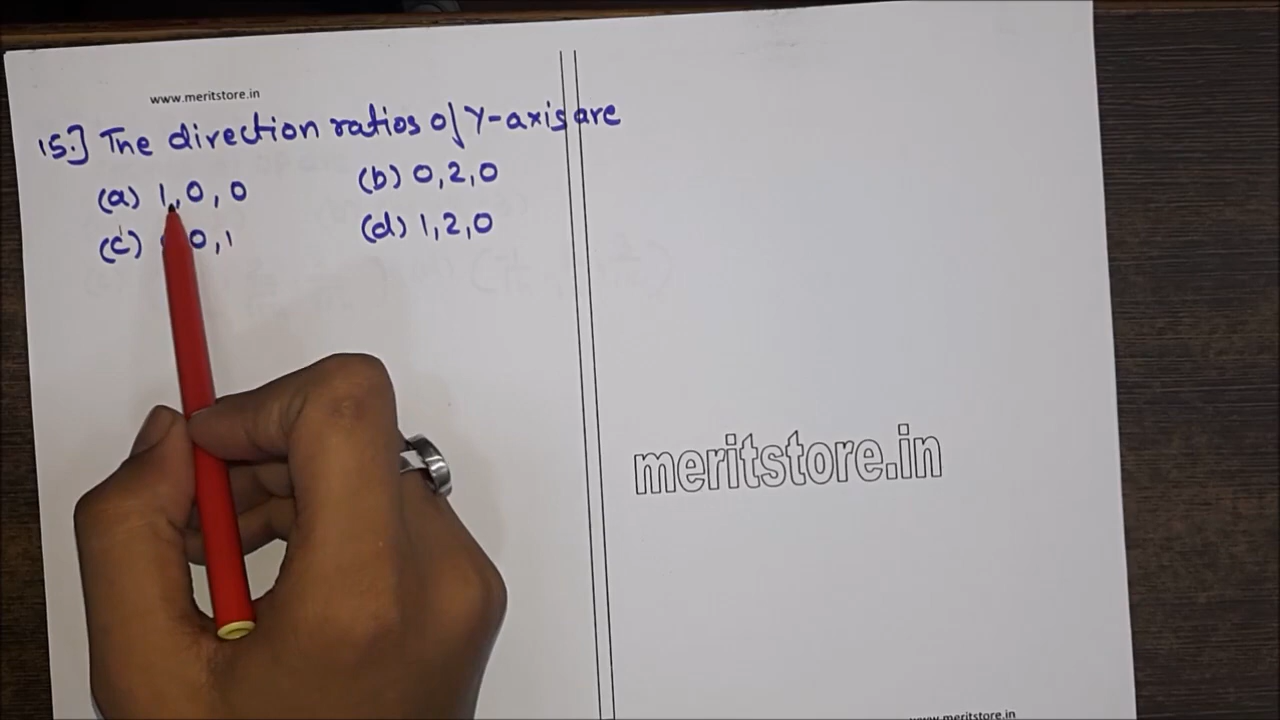 www.meritstore.in
15.] The direction ratios of Y-axis are
(a) 1,0,0 (b) 0,2,0
(c) 0,1 (d) 1,2,0
meritstore.in
www.meritstore.in